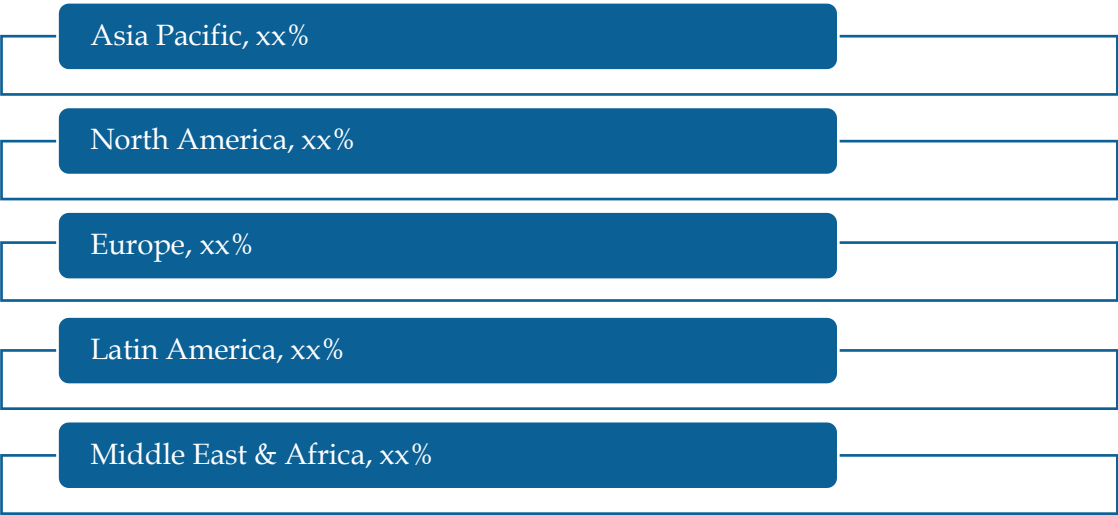 Asia Pacific, xx%
North America, xx%
Europe, xx%
Latin America, xx%
Middle East & Africa, xx%